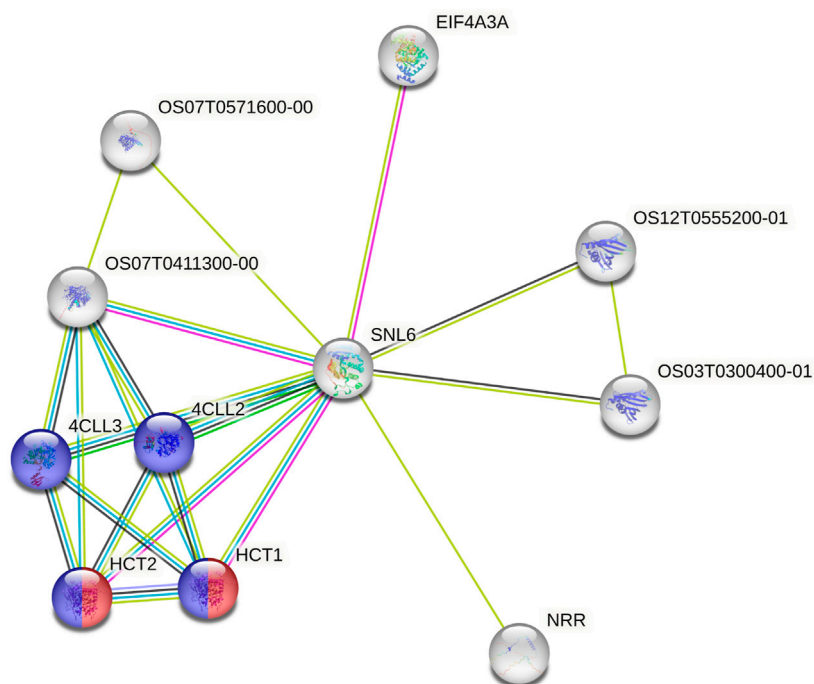 EIF4A3A
OS07T0571600-00
OS12T0555200-01
OS07T0411300-00
SNL6
OS03T0300400-01
4CLL2
4CLL3
HCT1
HCT2
NRR